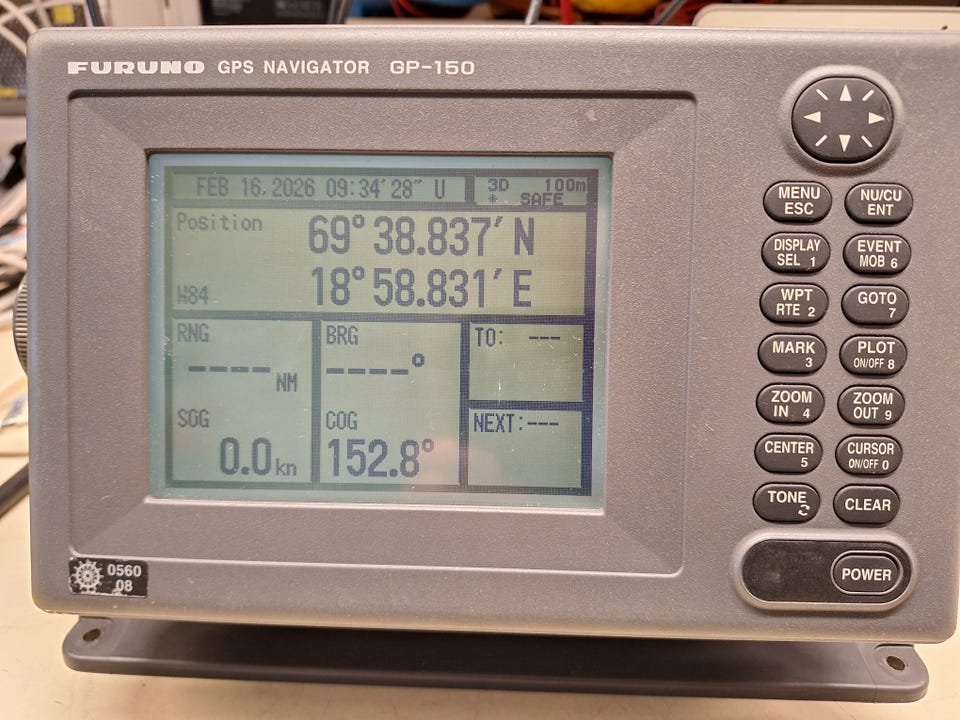 FURUNO GPS NAVIGATOR GP-150
FEB 16, 2026 09:34'28" U
3D 100m
* SAFE
Position
69° 38.837' N
18° 58.831' E
W84
RNG
----NM
SOG
0.0kn
BRG
----°
COG
152.8°
TO: ---
NEXT:---
MENU
ESC
NU/CU
ENT
DISPLAY
SEL 1
EVENT
MOB 6
WPT
RTE 2
GOTO
7
MARK
3
PLOT
ON/OFF 8
ZOOM
IN 4
ZOOM
OUT 9
CENTER
5
CURSOR
ON/OFF 0
TONE
CLEAR
POWER
0560
08